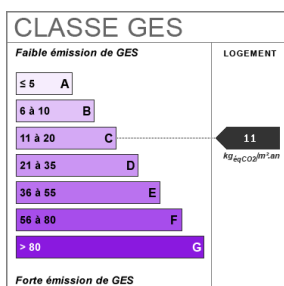 CLASSE GES
Faible émission de GES
LOGEMENT
≤ 5 A
6 à 10 B
11 à 20 C
11
kgéqCO2/m².an
21 à 35 D
36 à 55 E
56 à 80 F
> 80 G
Forte émission de GES